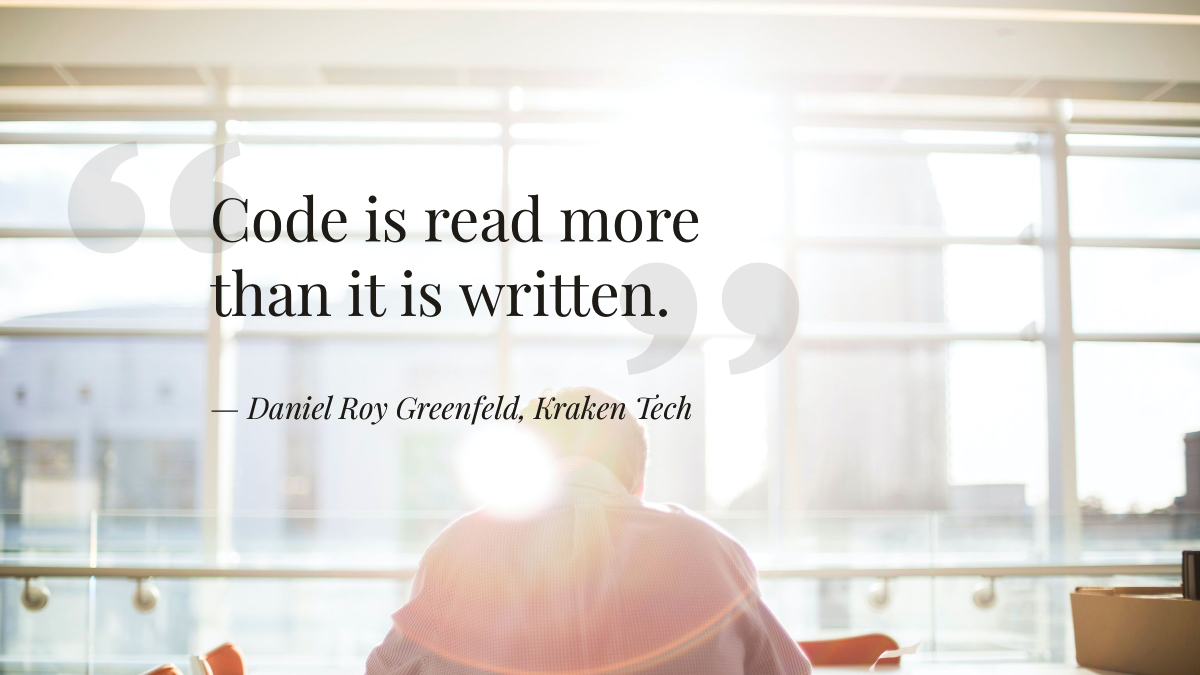 “Code is read more
than it is written.”
— Daniel Roy Greenfeld, Kraken Tech